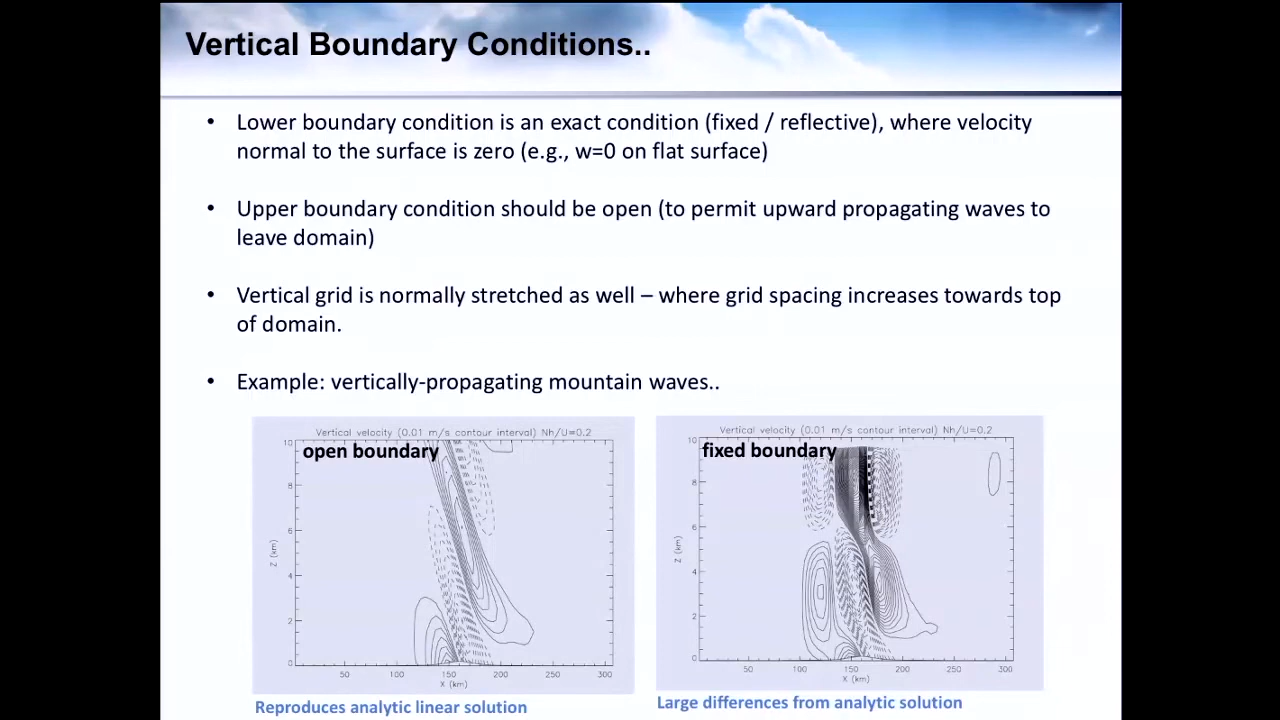 Vertical Boundary Conditions..
• Lower boundary condition is an exact condition (fixed / reflective), where velocity
normal to the surface is zero (e.g., w=0 on flat surface)
• Upper boundary condition should be open (to permit upward propagating waves to
leave domain)
• Vertical grid is normally stretched as well – where grid spacing increases towards top
of domain.
• Example: vertically-propagating mountain waves..
Vertical velocity (0.01 m/s contour interval) Nh/U=0.2
open boundary
10
8
6
4
2
0
Z (km)
50 100 150 200 250 300
X (km)
Reproduces analytic linear solution
Vertical velocity (0.01 m/s contour interval) Nh/U=0.2
fixed boundary
10
8
6
4
2
0
Z (km)
50 100 150 200 250 300
X (km)
Large differences from analytic solution